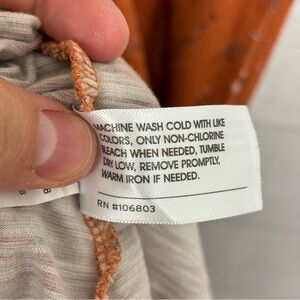 MACHINE WASH COLD WITH LIKE
COLORS, ONLY NON-CHLORINE
BLEACH WHEN NEEDED, TUMBLE
DRY LOW, REMOVE PROMPTLY,
WARM IRON IF NEEDED.
RN #106803